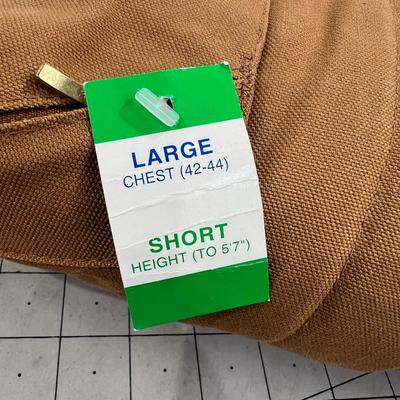 LARGE
CHEST (42-44)
SHORT
HEIGHT (TO 5'7")